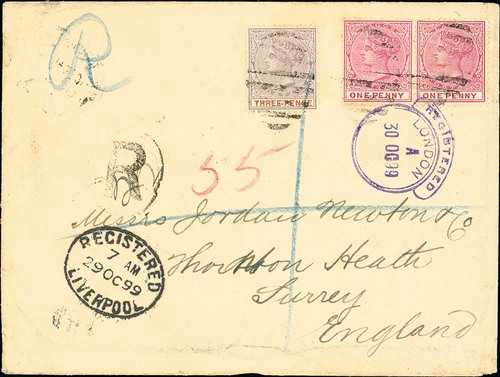 R
THREE-PENCE
ONE PENNY
ONE PENNY
REGISTERED
LONDON
A
30 OC 99
R
55
Messrs Jordain Newton & Co
Thornton Heath
Surrey
England
REGISTERED
7 AM
29 OC 99
LIVERPOOL